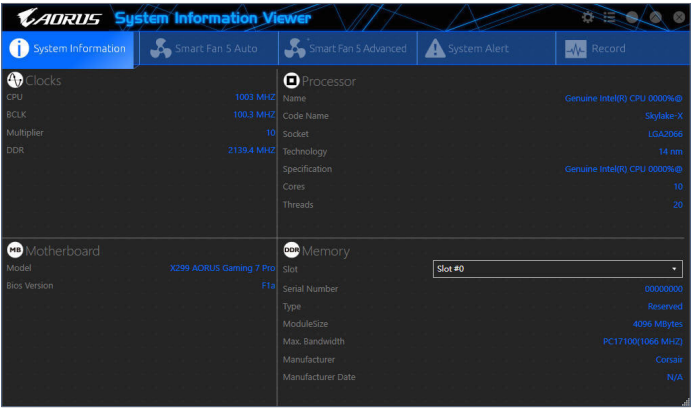 AORUS System Information Viewer
System Information Smart Fan 5 Auto Smart Fan 5 Advanced System Alert Record
Clocks
CPU 1003 MHZ
BCLK 100.3 MHZ
Multiplier 10
DDR 2139.4 MHZ
Processor
Name Genuine Intel(R) CPU 0000%@
Code Name Skylake-X
Socket LGA2066
Technology 14 nm
Specification Genuine Intel(R) CPU 0000%@
Cores 10
Threads 20
MB Motherboard
Model X299 AORUS Gaming 7 Pro
Bios Version F1a
DDR Memory
Slot Slot #0
Serial Number 00000000
Type Reserved
ModuleSize 4096 MBytes
Max. Bandwidth PC17100(1066 MHZ)
Manufacturer Corsair
Manufacturer Date N/A